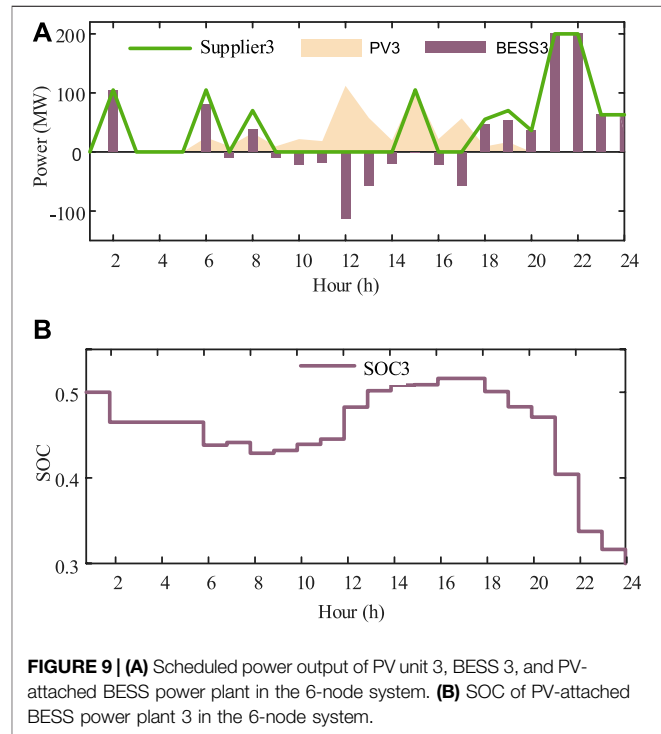 A
Supplier3 PV3 BESS3
200
100
0
-100
Power (MW)
2 4 6 8 10 12 14 16 18 20 22 24
Hour (h)
B
SOC3
0.5
0.4
0.3
SOC
2 4 6 8 10 12 14 16 18 20 22 24
Hour (h)
FIGURE 9 | (A) Scheduled power output of PV unit 3, BESS 3, and PV-
attached BESS power plant in the 6-node system. (B) SOC of PV-attached
BESS power plant 3 in the 6-node system.